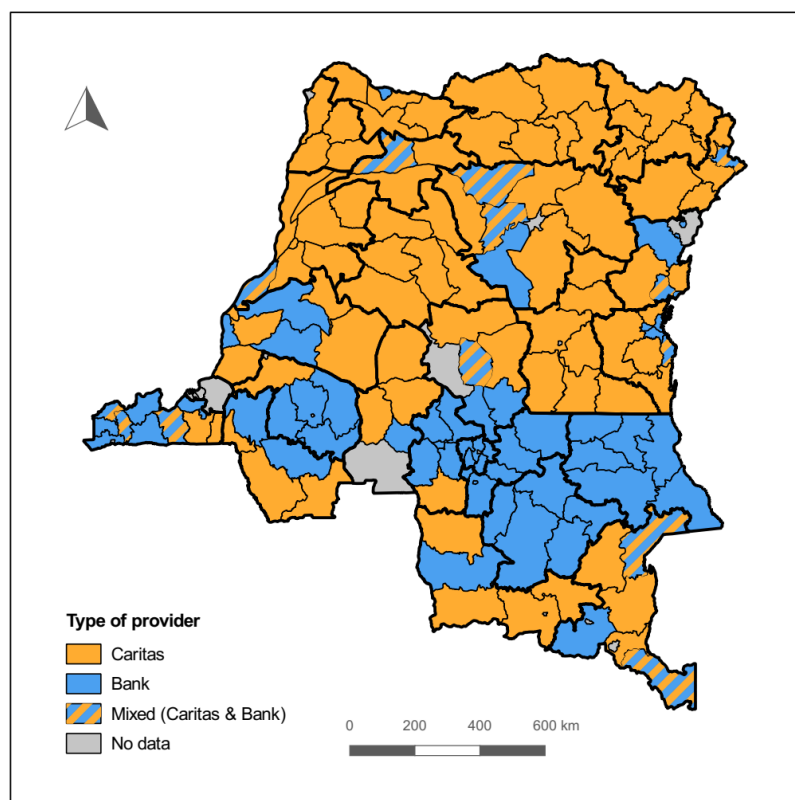 Type of provider
Caritas
Bank
Mixed (Caritas & Bank)
No data
0 200 400 600 km